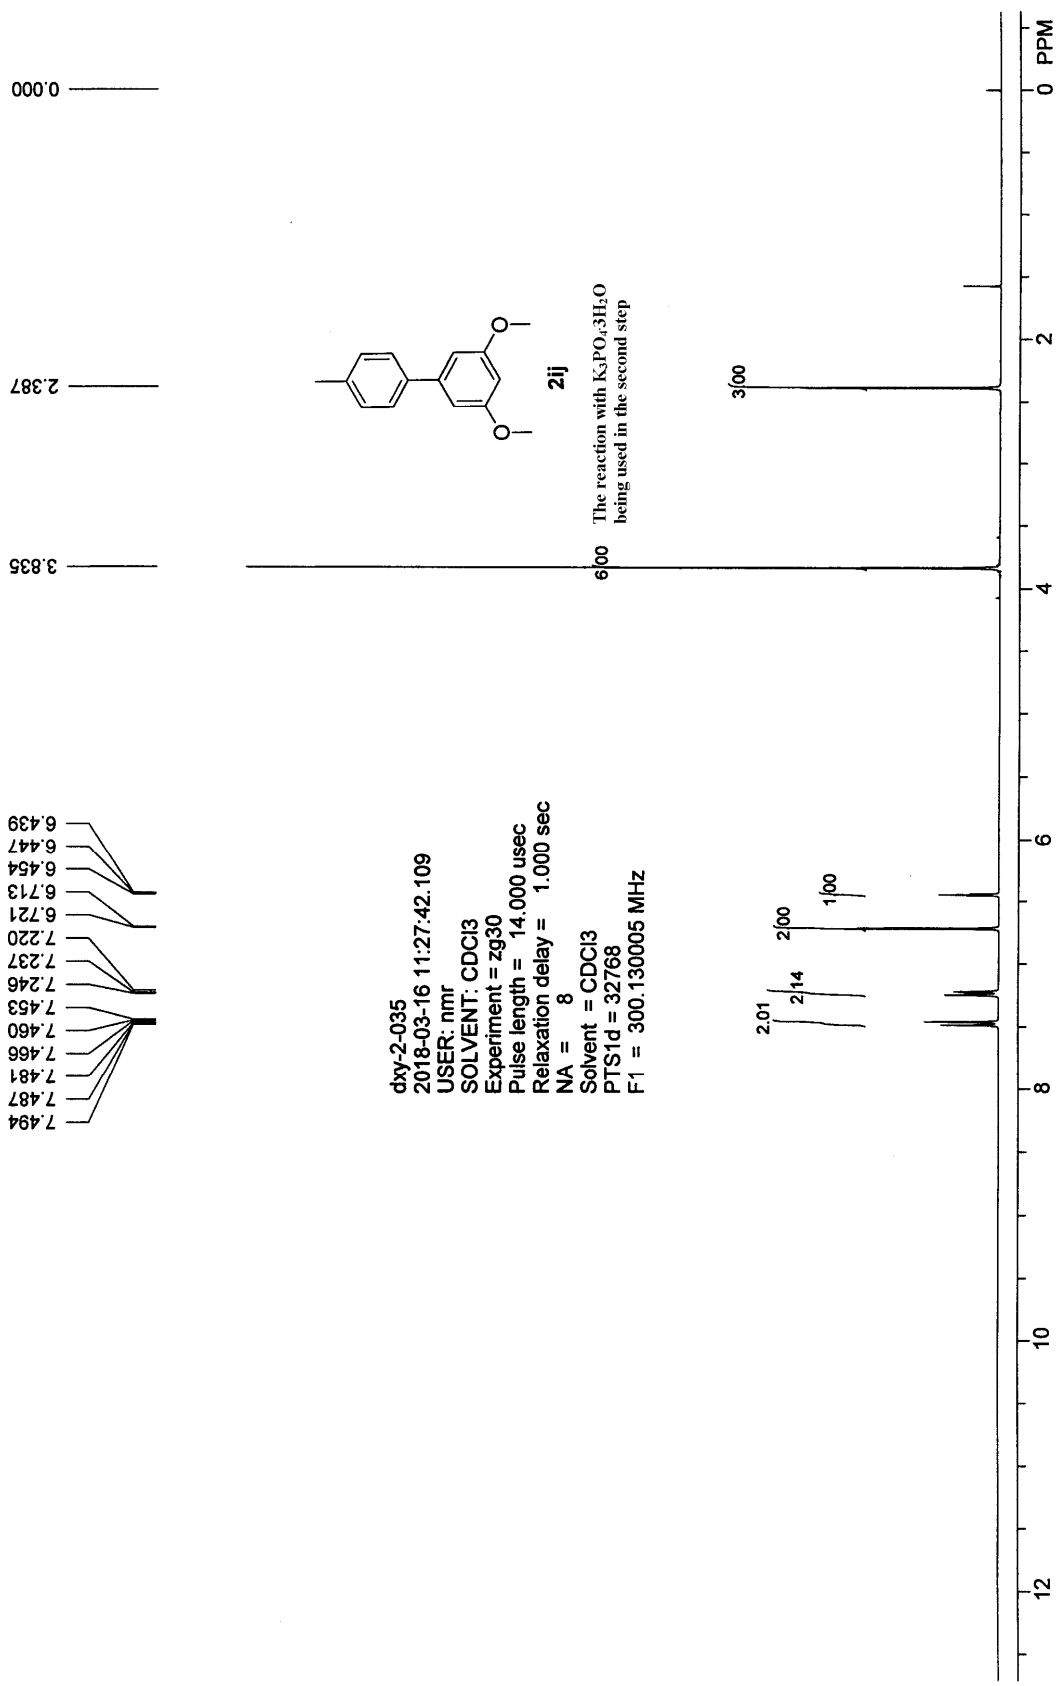 7.494
7.487
7.481
7.466
7.460
7.453
7.246
7.237
7.220
6.721
6.713
6.454
6.447
6.439
3.835
2.387
0.000
dxy-2-035
2018-03-16 11:27:42.109
USER: nmr
SOLVENT: CDCl3
Experiment = zg30
Pulse length = 14.000 usec
Relaxation delay = 1.000 sec
NA = 8
Solvent = CDCl3
PTS1d = 32768
F1 = 300.130005 MHz
O
O
2ij
The reaction with K₃PO₄·3H₂O
being used in the second step
2.01
2.14
2.00
1.00
6.00
3.00
12
10
8
6
4
2
0 PPM